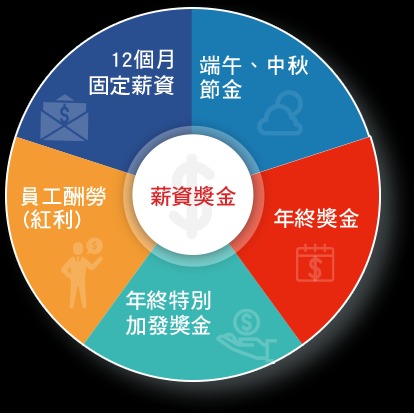 12個月
固定薪資
端午、中秋
節金
員工酬勞
(紅利)
薪資獎金
年終獎金
年終特別
加發獎金